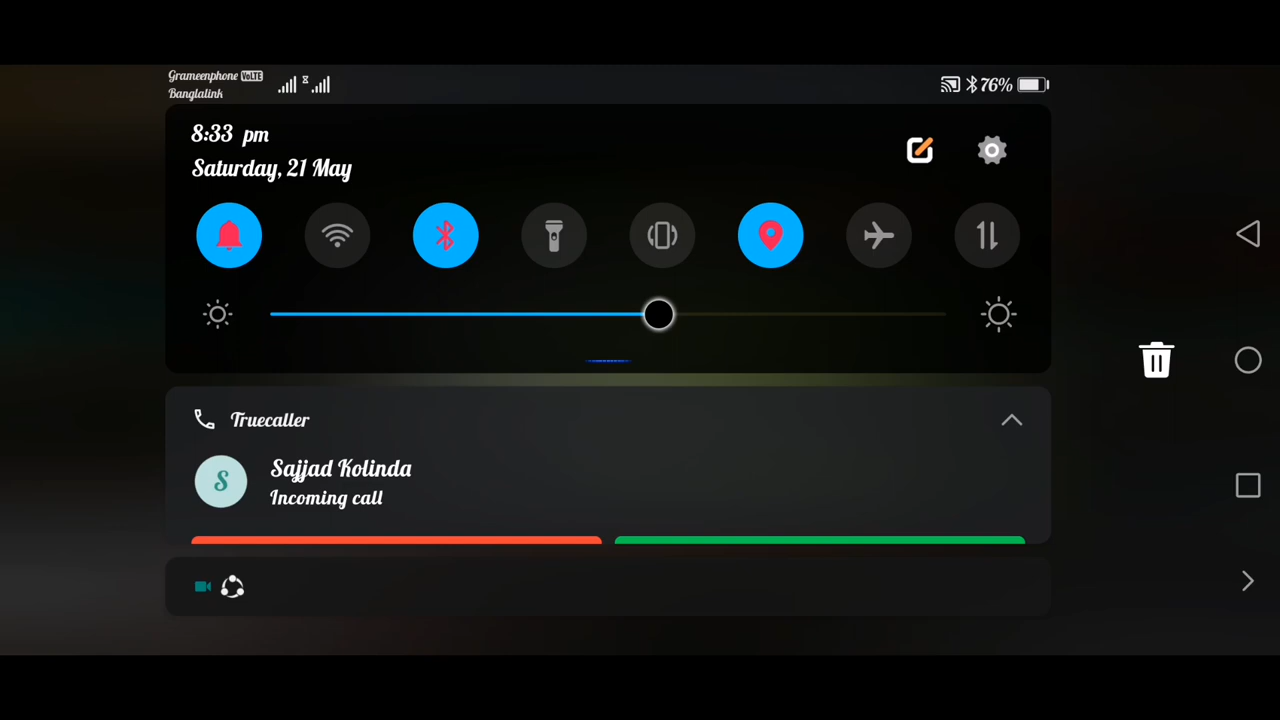 Grameenphone VoLTE
Banglalink
76%
8:33 pm
Saturday, 21 May
Truecaller
S
Sajjad Kolinda
Incoming call